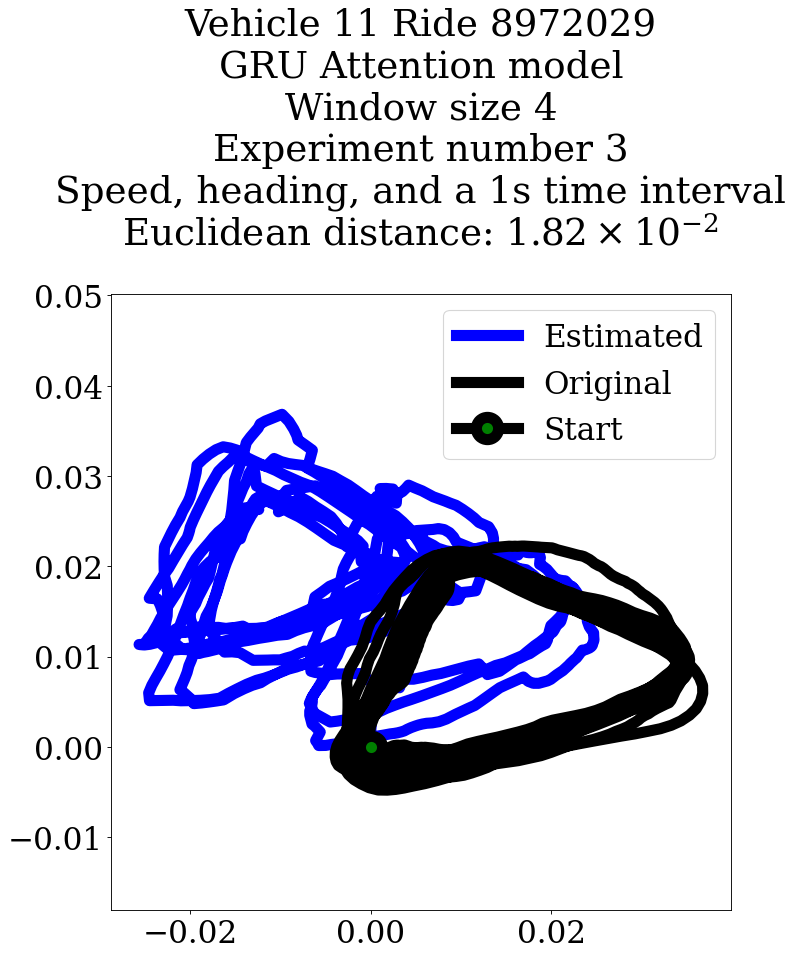 Vehicle 11 Ride 8972029
GRU Attention model
Window size 4
Experiment number 3
Speed, heading, and a 1s time interval
Euclidean distance: 1.82 × 10⁻²
0.05
0.04
0.03
0.02
0.01
0.00
−0.01
Estimated
Original
Start
−0.02
0.00
0.02